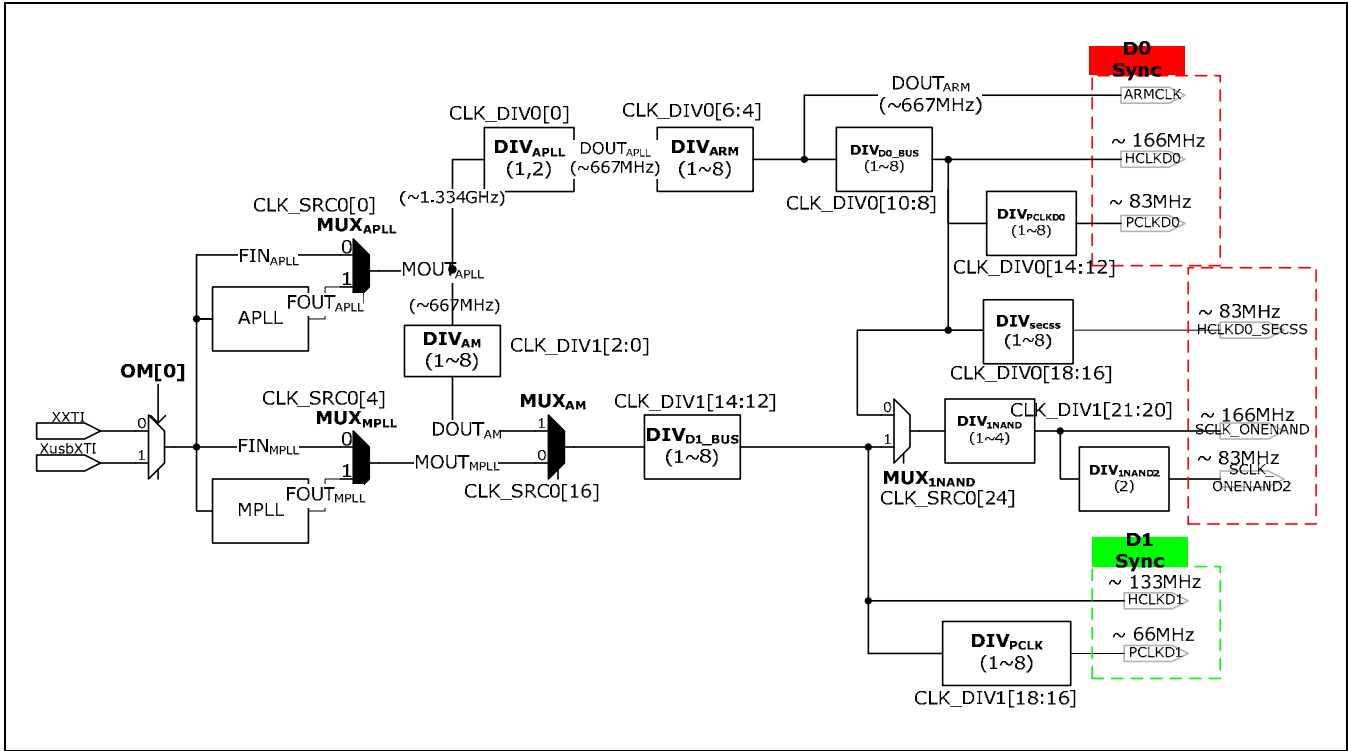 D0
Sync
DOUTARM
(~667MHz)
ARMCLK
CLK_DIV0[0]
CLK_DIV0[6:4]
DIVAPLL
(1,2)
DOUTAPLL
(~667MHz)
DIVARM
(1~8)
DIVD0_BUS
(1~8)
~ 166MHz
HCLKD0
CLK_DIV0[10:8]
(~1.334GHz)
DIVPCLKD0
(1~8)
~ 83MHz
PCLKD0
CLK_DIV0[14:12]
CLK_SRC0[0]
MUXAPLL
0
1
FINAPLL
MOUTAPLL
FOUTAPLL
APLL
(~667MHz)
DIVAM
(1~8)
CLK_DIV1[2:0]
DIVsecss
(1~8)
~ 83MHz
HCLKD0_SECSS
CLK_DIV0[18:16]
OM[0]
XXTI
XusbXTI
0
1
CLK_SRC0[4]
MUXMPLL
0
1
FINMPLL
MOUTMPLL
FOUTMPLL
MPLL
DOUTAM
MUXAM
1
0
CLK_SRC0[16]
CLK_DIV1[14:12]
DIVD1_BUS
(1~8)
0
1
MUX1NAND
CLK_SRC0[24]
DIV1NAND
(1~4)
CLK_DIV1[21:20]
~ 166MHz
SCLK_ONENAND
DIV1NAND2
(2)
~ 83MHz
SCLK_
ONENAND2
D1
Sync
~ 133MHz
HCLKD1
DIVPCLK
(1~8)
~ 66MHz
PCLKD1
CLK_DIV1[18:16]